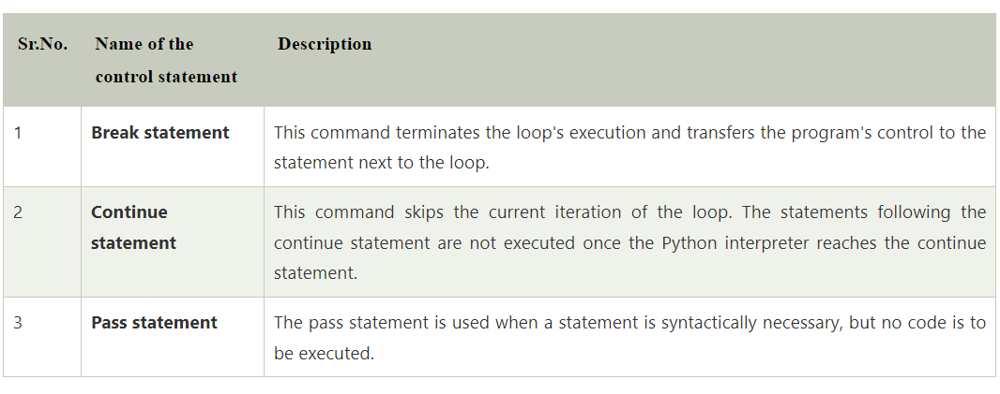 Sr.No. Name of the control statement Description
1 Break statement This command terminates the loop's execution and transfers the program's control to the
statement next to the loop.
2 Continue statement This command skips the current iteration of the loop. The statements following the
continue statement are not executed once the Python interpreter reaches the continue
statement.
3 Pass statement The pass statement is used when a statement is syntactically necessary, but no code is to
be executed.